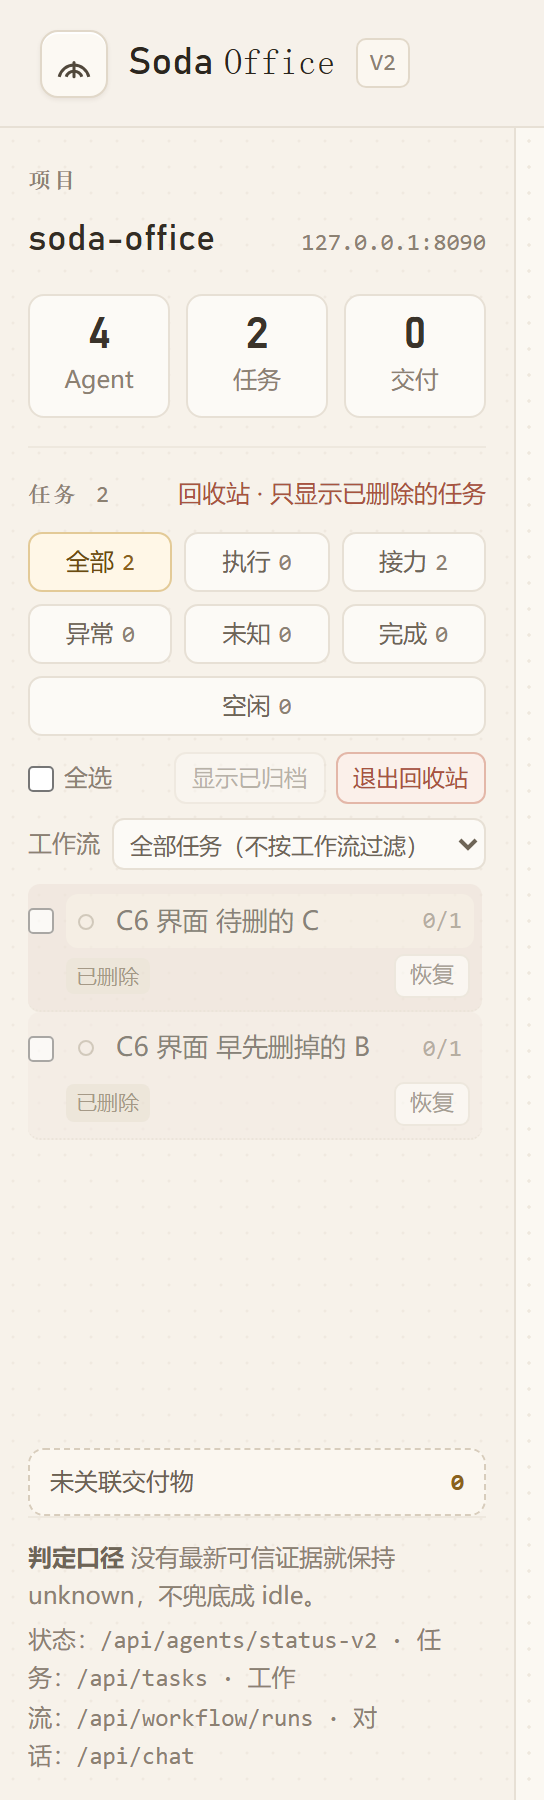 Soda Office V2
项目
soda-office 127.0.0.1:8090
4 2 0
Agent 任务 交付
任务 2 回收站 · 只显示已删除的任务
全部 2 执行 0 接力 2
异常 0 未知 0 完成 0
空闲 0
全选 显示已归档 退出回收站
工作流 全部任务（不按工作流过滤）
C6 界面 待删的 C 0/1
已删除 恢复
C6 界面 早先删掉的 B 0/1
已删除 恢复
未关联交付物 0
判定口径 没有最新可信证据就保持
unknown，不兜底成 idle。
状态：/api/agents/status-v2 · 任
务：/api/tasks · 工作
流：/api/workflow/runs · 对
话：/api/chat